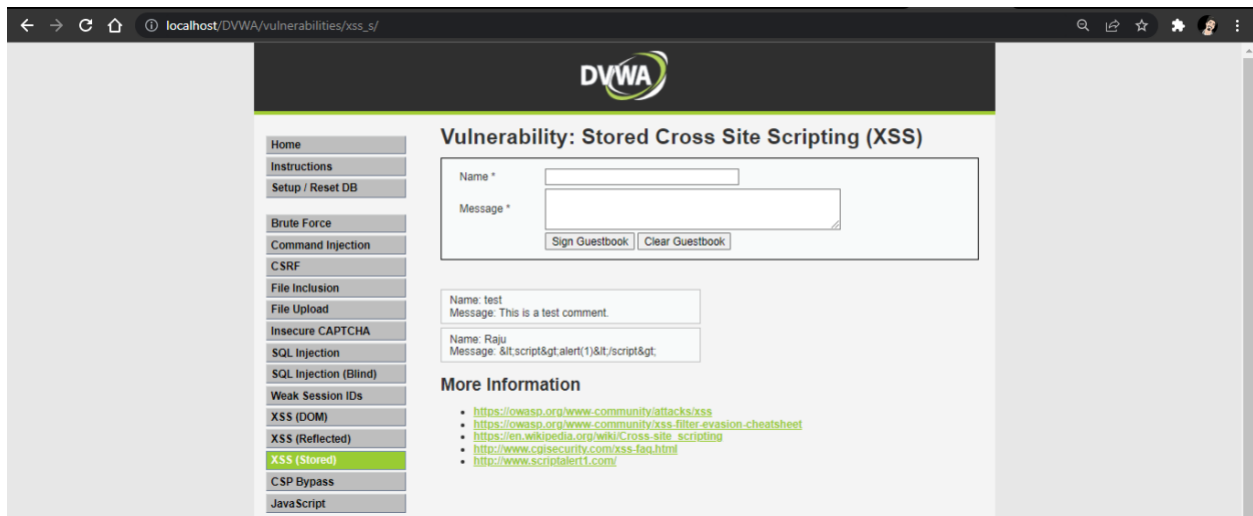 localhost/DVWA/vulnerabilities/xss_s/
DVWA
Home
Instructions
Setup / Reset DB
Brute Force
Command Injection
CSRF
File Inclusion
File Upload
Insecure CAPTCHA
SQL Injection
SQL Injection (Blind)
Weak Session IDs
XSS (DOM)
XSS (Reflected)
XSS (Stored)
CSP Bypass
JavaScript
Vulnerability: Stored Cross Site Scripting (XSS)
Name *
Message *
Sign Guestbook Clear Guestbook
Name: test
Message: This is a test comment.
Name: Raju
Message: &lt;script&gt;alert(1)&lt;/script&gt;
More Information
https://owasp.org/www-community/attacks/xss
https://owasp.org/www-community/xss-filter-evasion-cheatsheet
https://en.wikipedia.org/wiki/Cross-site_scripting
http://www.cgisecurity.com/xss-faq.html
http://www.scriptalert1.com/